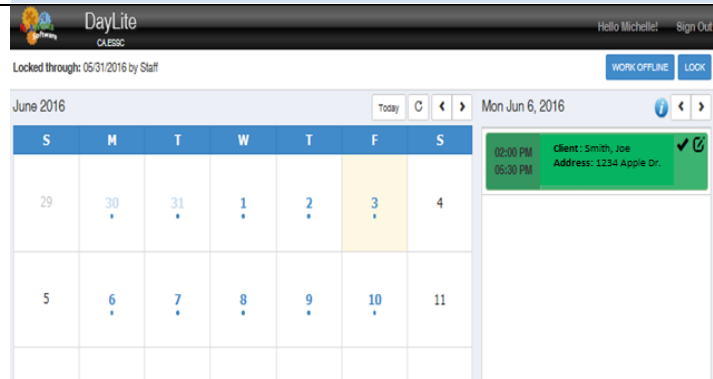 Software
DayLite
CAESSC
Hello Michelle! Sign Out
Locked through: 05/31/2016 by Staff
WORK OFFLINE LOCK
June 2016
Today
Mon Jun 6, 2016
S M T W T F S
29 30 31 1 2 3 4
5 6 7 8 9 10 11
02:00 PM
05:30 PM
Client: Smith, Joe
Address: 1234 Apple Dr.